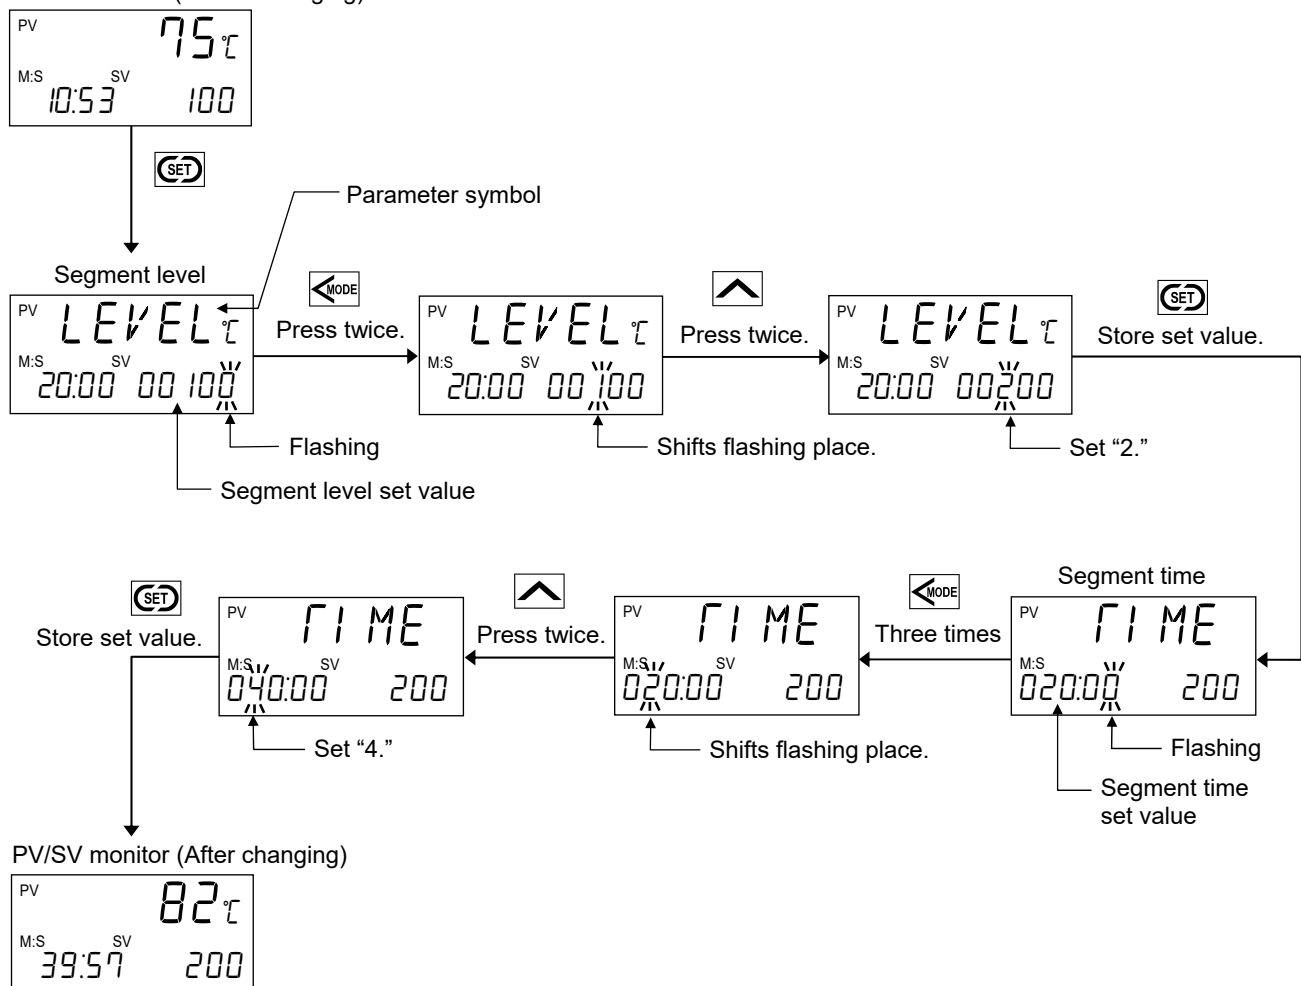 PV
75℃
M:S SV
10:53 100
SET
Parameter symbol
Segment level
PV
LEVEL℃
M:S SV
20:00 00100
Flashing
Segment level set value
MODE
Press twice.
PV
LEVEL℃
M:S SV
20:00 00100
Shifts flashing place.
Press twice.
PV
LEVEL℃
M:S SV
20:00 00200
Set “2.”
SET
Store set value.
Segment time
PV
TIME
M:S
020:00 200
Flashing
Segment time
set value
MODE
Three times
PV
TIME
M:S SV
020:00 200
Shifts flashing place.
Press twice.
PV
TIME
M:S SV
040:00 200
Set “4.”
SET
Store set value.
PV/SV monitor (After changing)
PV
82℃
M:S SV
39:57 200